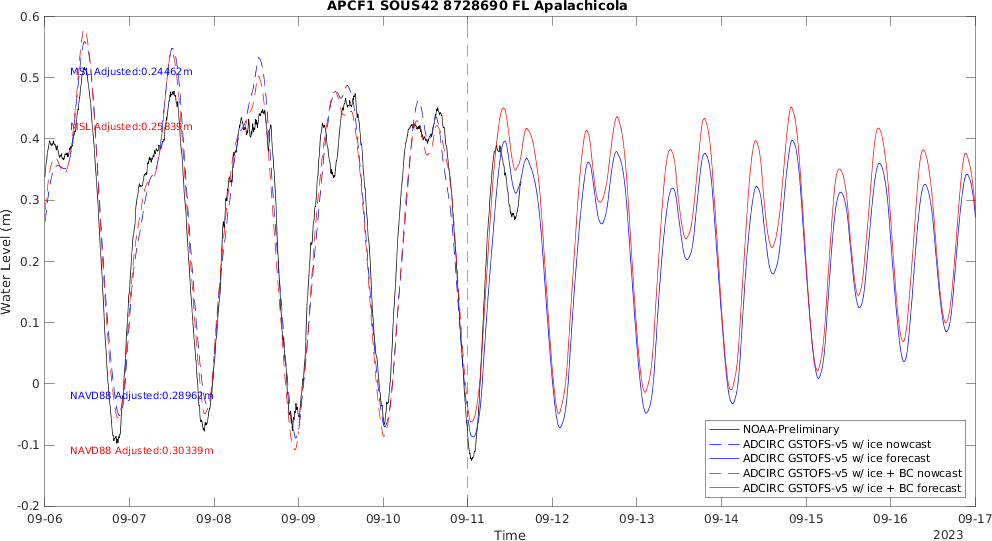 APCF1 SOUS42 8728690 FL Apalachicola
0.6
0.5
0.4
0.3
0.2
0.1
0
-0.1
-0.2
Water Level (m)
MSL Adjusted:0.24462m
MSL Adjusted:0.25839m
NAVD88 Adjusted:0.28962m
NAVD88 Adjusted:0.30339m
NOAA-Preliminary
ADCIRC GSTOFS-v5 w/ ice nowcast
ADCIRC GSTOFS-v5 w/ ice forecast
ADCIRC GSTOFS-v5 w/ ice + BC nowcast
ADCIRC GSTOFS-v5 w/ ice + BC forecast
09-06 09-07 09-08 09-09 09-10 09-11 09-12 09-13 09-14 09-15 09-16 09-17
Time
2023